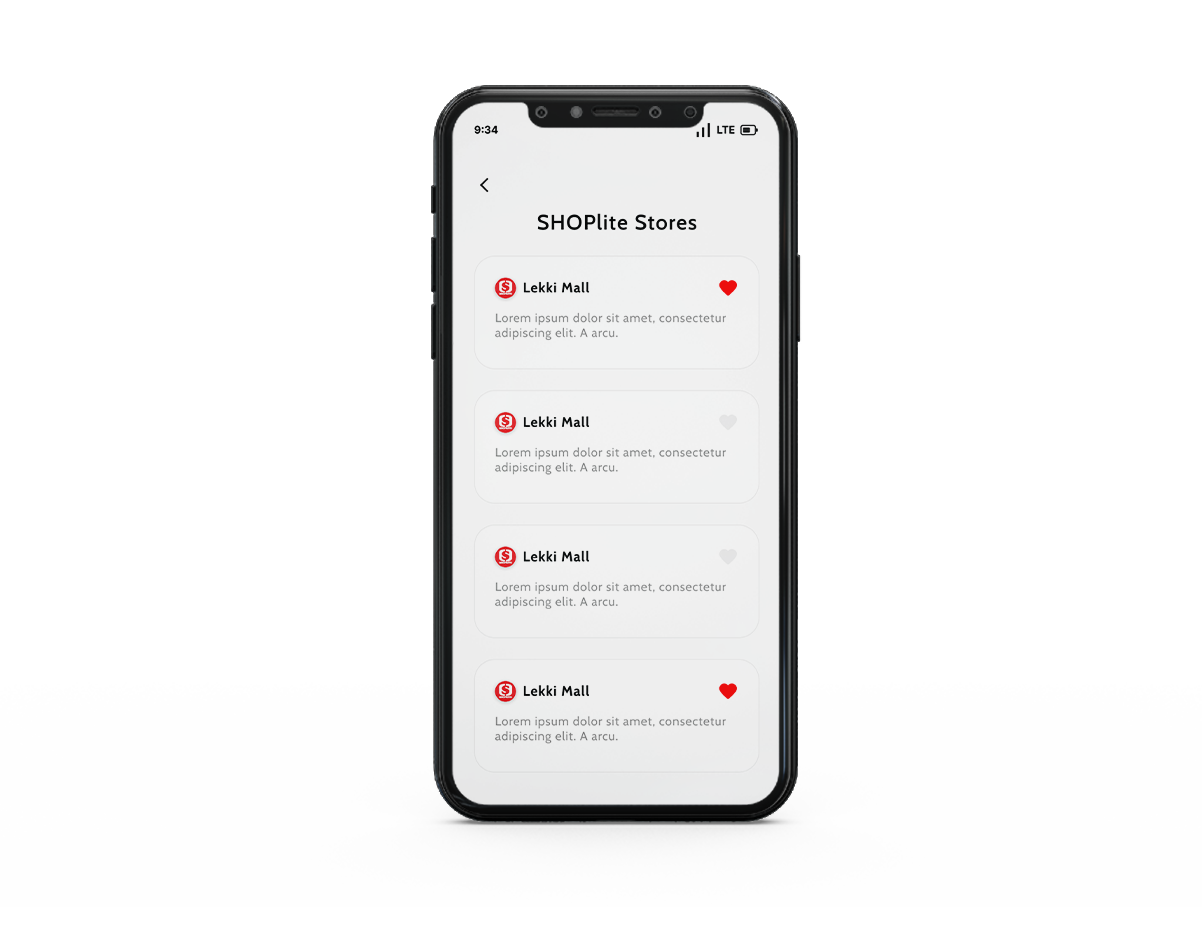 9:34 LTE
SHOPlite Stores
Lekki Mall
Lorem ipsum dolor sit amet, consectetur
adipiscing elit. A arcu.
Lekki Mall
Lorem ipsum dolor sit amet, consectetur
adipiscing elit. A arcu.
Lekki Mall
Lorem ipsum dolor sit amet, consectetur
adipiscing elit. A arcu.
Lekki Mall
Lorem ipsum dolor sit amet, consectetur
adipiscing elit. A arcu.